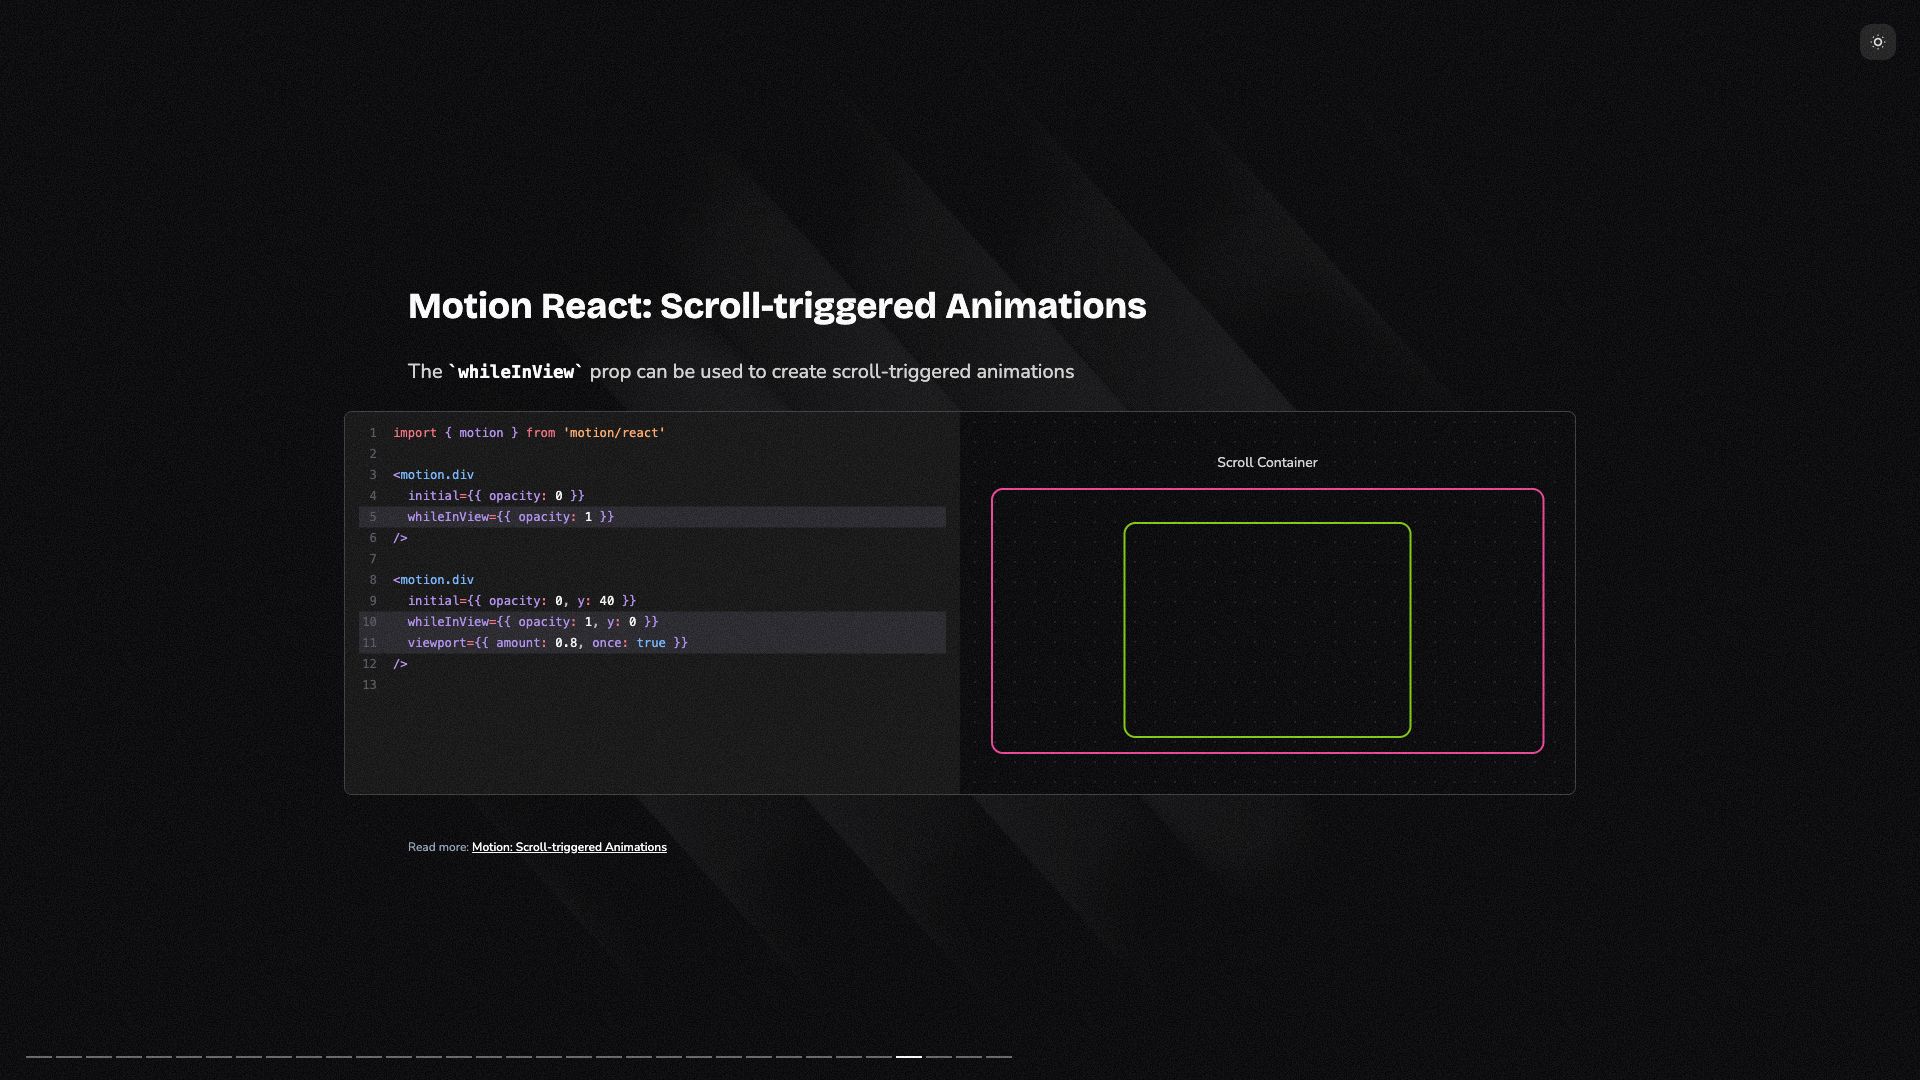 Motion React: Scroll-triggered Animations
The `whileInView` prop can be used to create scroll-triggered animations
1 import { motion } from 'motion/react'
2
3 <motion.div
4   initial={{ opacity: 0 }}
5   whileInView={{ opacity: 1 }}
6 />
7
8 <motion.div
9   initial={{ opacity: 0, y: 40 }}
10   whileInView={{ opacity: 1, y: 0 }}
11   viewport={{ amount: 0.8, once: true }}
12 />
13
Scroll Container
Read more: Motion: Scroll-triggered Animations